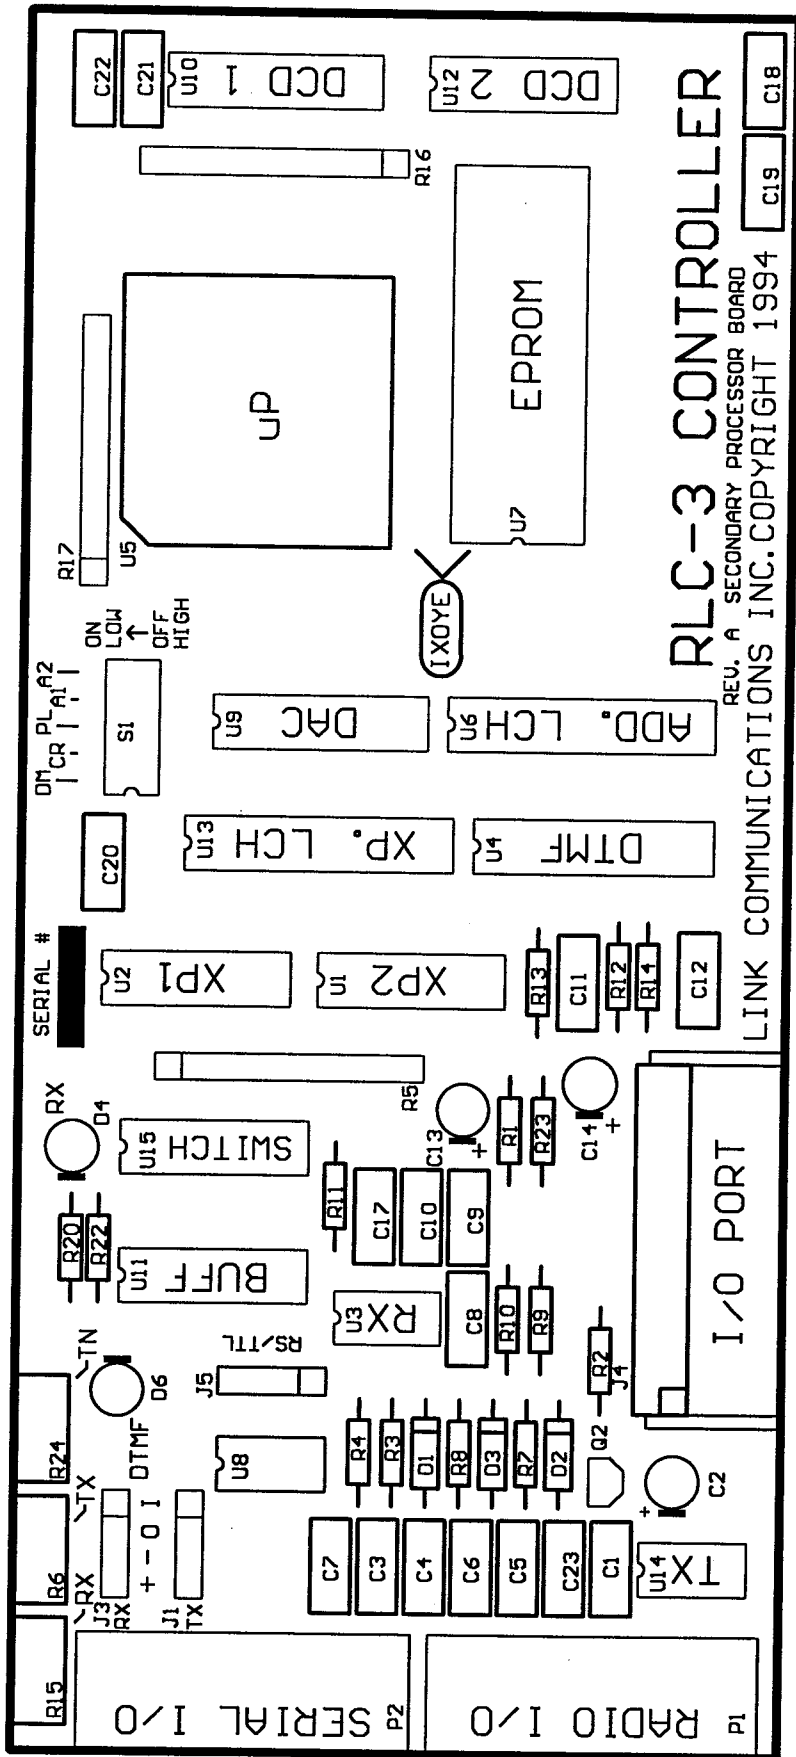 C22
C21
U10
DCD 1
U12
DCD 2
C18
C19
R16
R17
U5
uP
U7
EPROM
RLC-3 CONTROLLER
REV. A SECONDARY PROCESSOR BOARD
LINK COMMUNICATIONS INC. COPYRIGHT 1994
IXOYE
ON
LOW
↑
OFF
HIGH
DM CR PL A1 A2
S1
U9
DAC
U6
ADD. LCH
C20
U13
XP. LCH
U4
DTMF
SERIAL #
U2
XP1
U1
XP2
R13
C11
R12
R14
C12
R5
RX
D4
U15
SWITCH
C13
+
R1
R23
C14
+
R20
R22
U11
BUFF
R11
C17
C10
C9
U3
RX
C8
R10
R9
R2
J4
I/O PORT
TN
D6
DTMF
R24
RS/TTL
J5
U8
R4
R3
D1
R8
D3
R7
D2
Q2
C2
+
TX
R6
RX
R15
J3
RX
+ - O I
J1
TX
C7
C3
C4
C6
C5
C23
C1
U14
TX
SERIAL I/O
P2
RADIO I/O
P1